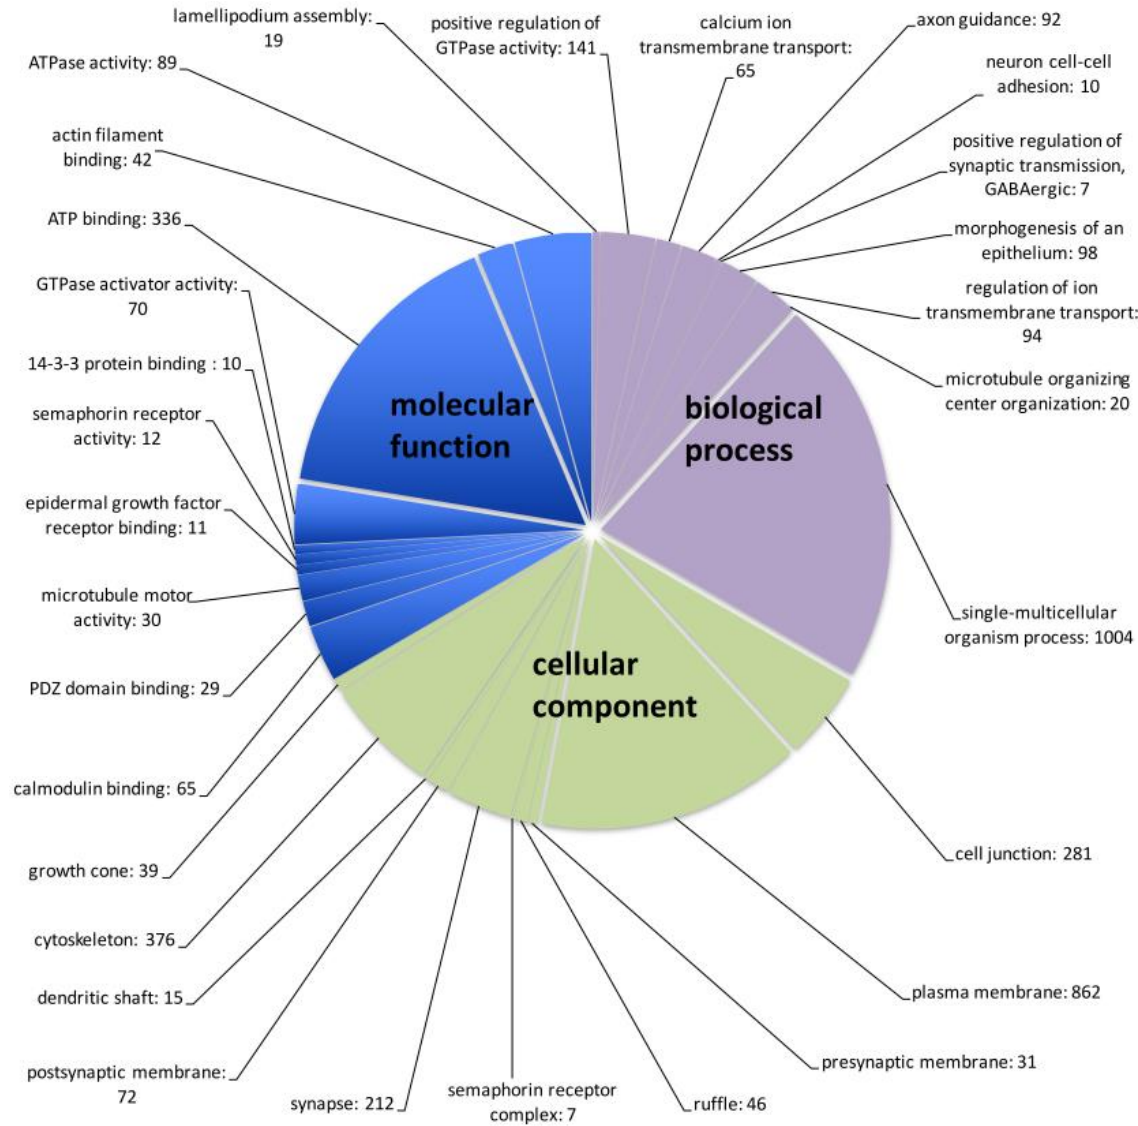 lamellipodium assembly:
19
positive regulation of
GTPase activity: 141
calcium ion
transmembrane transport:
65
axon guidance: 92
neuron cell-cell
adhesion: 10
positive regulation of
synaptic transmission,
GABAergic: 7
morphogenesis of an
epithelium: 98
regulation of ion
transmembrane transport:
94
microtubule organizing
center organization: 20
single-multicellular
organism process: 1004
cell junction: 281
plasma membrane: 862
presynaptic membrane: 31
ruffle: 46
semaphorin receptor
complex: 7
synapse: 212
postsynaptic membrane:
72
dendritic shaft: 15
cytoskeleton: 376
growth cone: 39
calmodulin binding: 65
PDZ domain binding: 29
microtubule motor
activity: 30
epidermal growth factor
receptor binding: 11
semaphorin receptor
activity: 12
14-3-3 protein binding : 10
GTPase activator activity:
70
ATP binding: 336
actin filament
binding: 42
ATPase activity: 89
molecular
function
biological
process
cellular
component